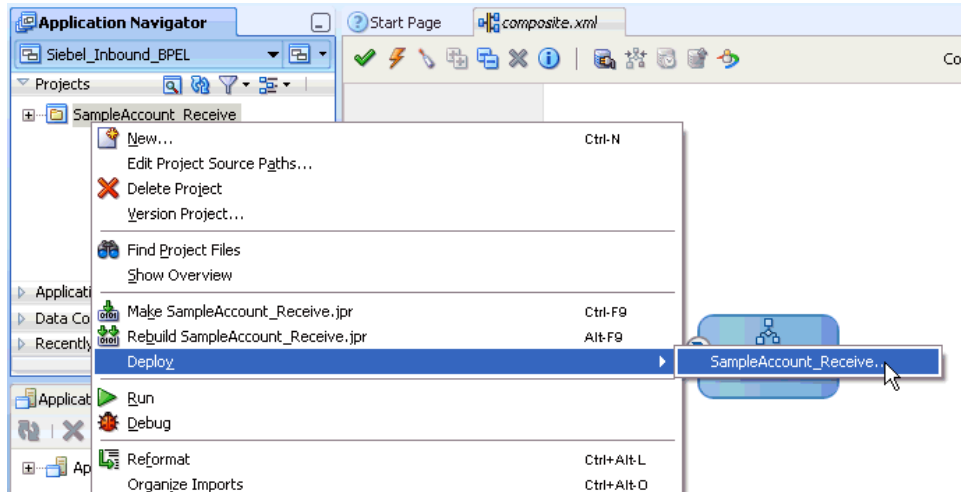 Application Navigator
Start Page
composite.xml
Siebel_Inbound_BPEL
Co
Projects
SampleAccount_Receive
New... Ctrl-N
Edit Project Source Paths...
Delete Project
Version Project...
Find Project Files
Show Overview
Applicati
Make SampleAccount_Receive.jpr Ctrl-F9
Data Co
Rebuild SampleAccount_Receive.jpr Alt-F9
Recently
Deploy
SampleAccount_Receive...
Applicat
Run
Debug
Reformat Ctrl+Alt-L
Ap
Organize Imports Ctrl+Alt-O